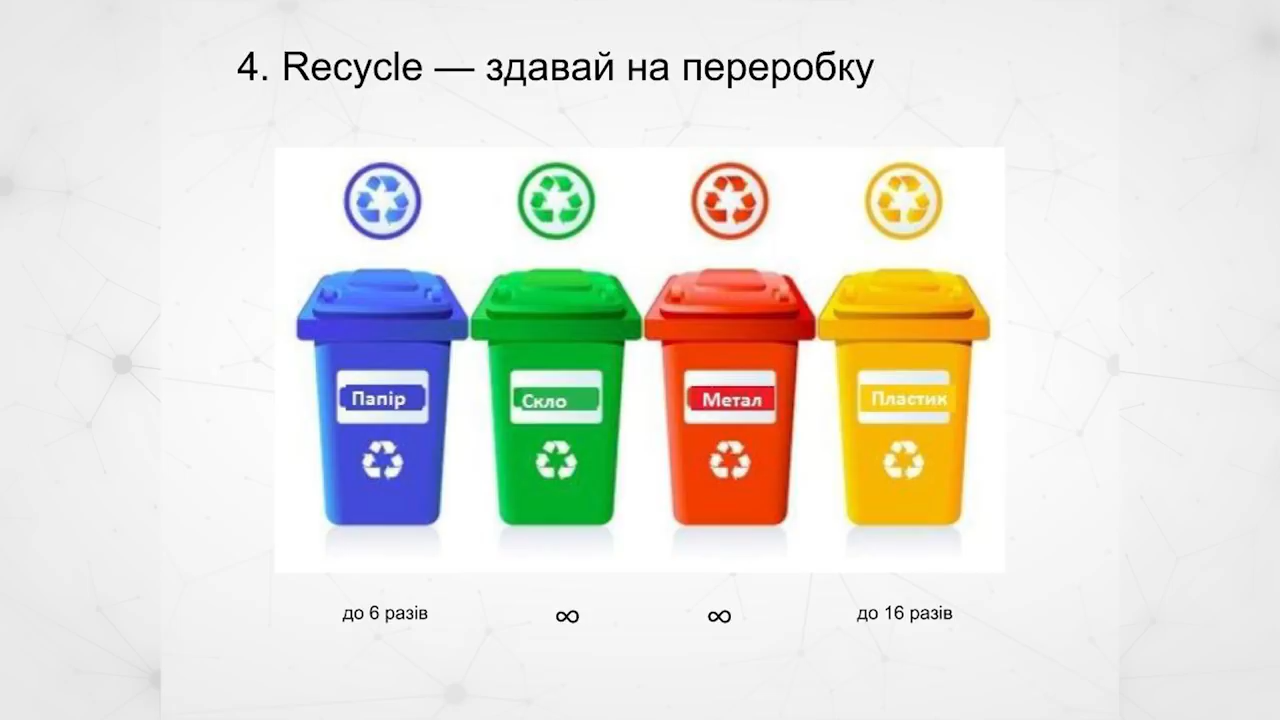 4. Recycle — здавай на переробку
Папір
Скло
Метал
Пластик
до 6 разів
∞
∞
до 16 разів